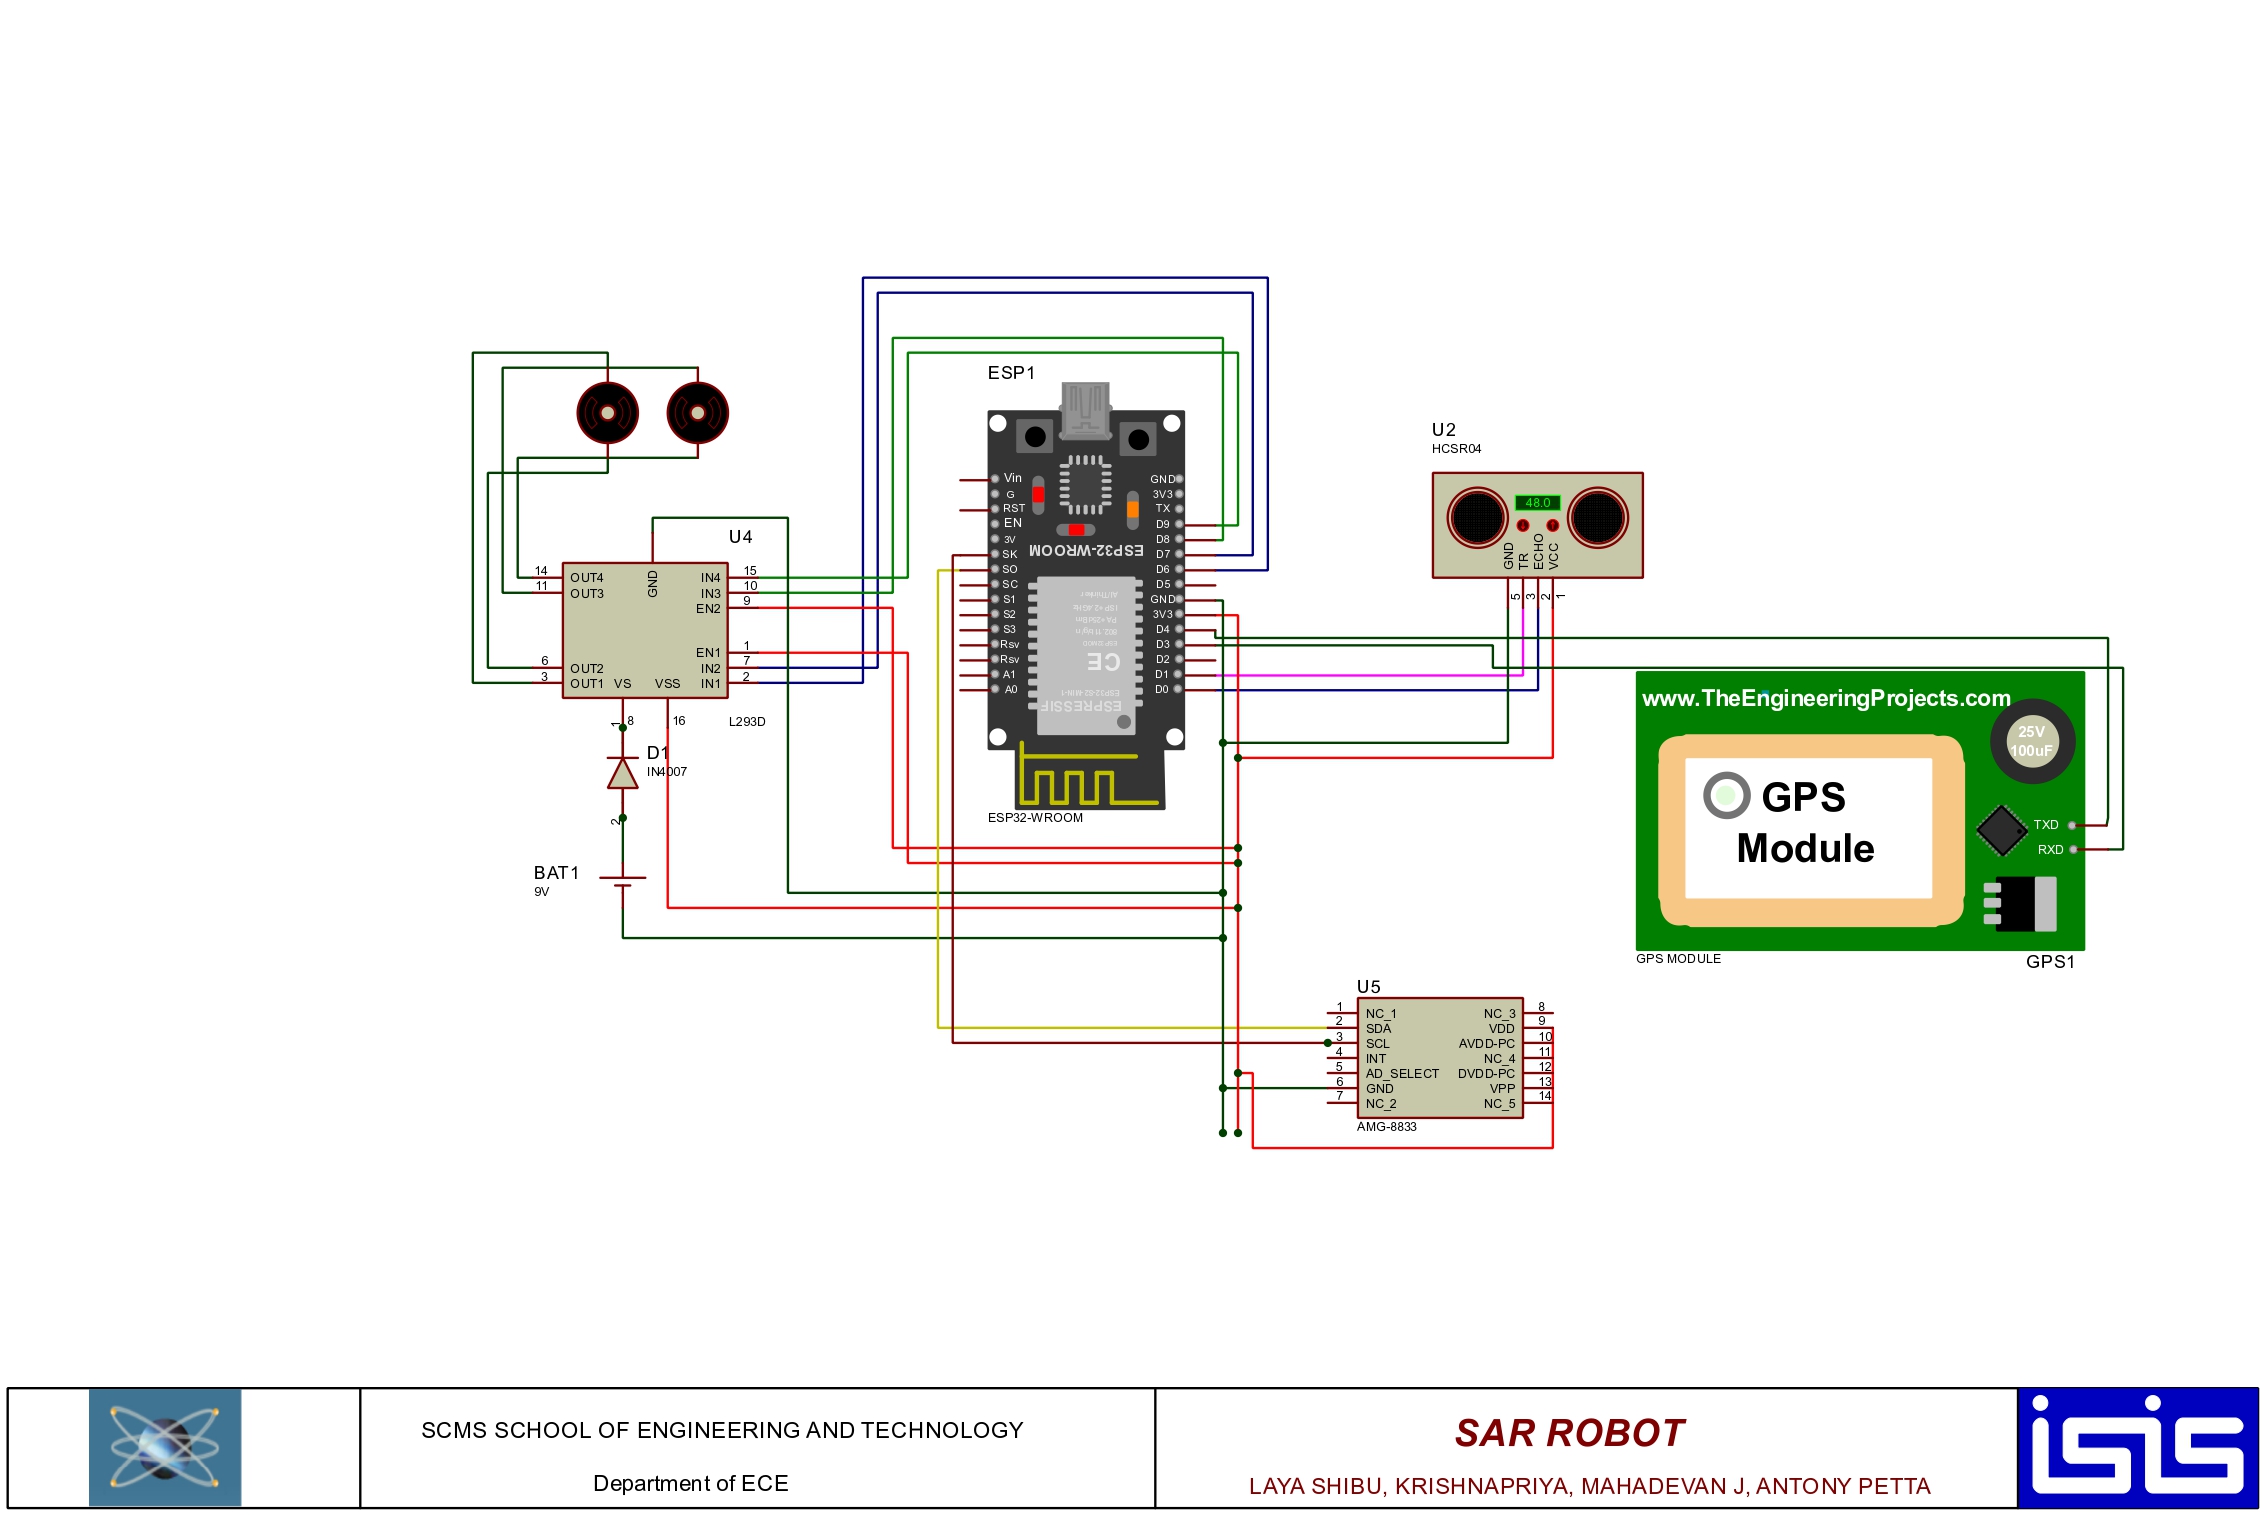 ESP1
Vin
G
RST
EN
3V
SK
SO
SC
S1
S2
S3
Rsv
Rsv
A1
A0
GND
3V3
TX
D9
D8
D7
D6
D5
GND
3V3
D4
D3
D2
D1
D0
ESP32-WROOM
CE
ESPRESSIF
ESP32-WROOM
U4
14 OUT4
11 OUT3
6 OUT2
3 OUT1
GND
IN4 15
IN3 10
EN2 9
EN1 1
IN2 7
IN1 2
VS VSS
8 16
L293D
1
D1
IN4007
2
BAT1
9V
U2
HCSR04
48.0
GND TR ECHO VCC
5 3 2 1
www.TheEngineeringProjects.com
25V
100uF
GPS
Module
TXD
RXD
GPS MODULE
GPS1
U5
1 NC_1
2 SDA
3 SCL
4 INT
5 AD_SELECT
6 GND
7 NC_2
NC_3 8
VDD 9
AVDD-PC 10
NC_4 11
DVDD-PC 12
VPP 13
NC_5 14
AMG-8833
SCMS SCHOOL OF ENGINEERING AND TECHNOLOGY
Department of ECE
SAR ROBOT
LAYA SHIBU, KRISHNAPRIYA, MAHADEVAN J, ANTONY PETTA
isis